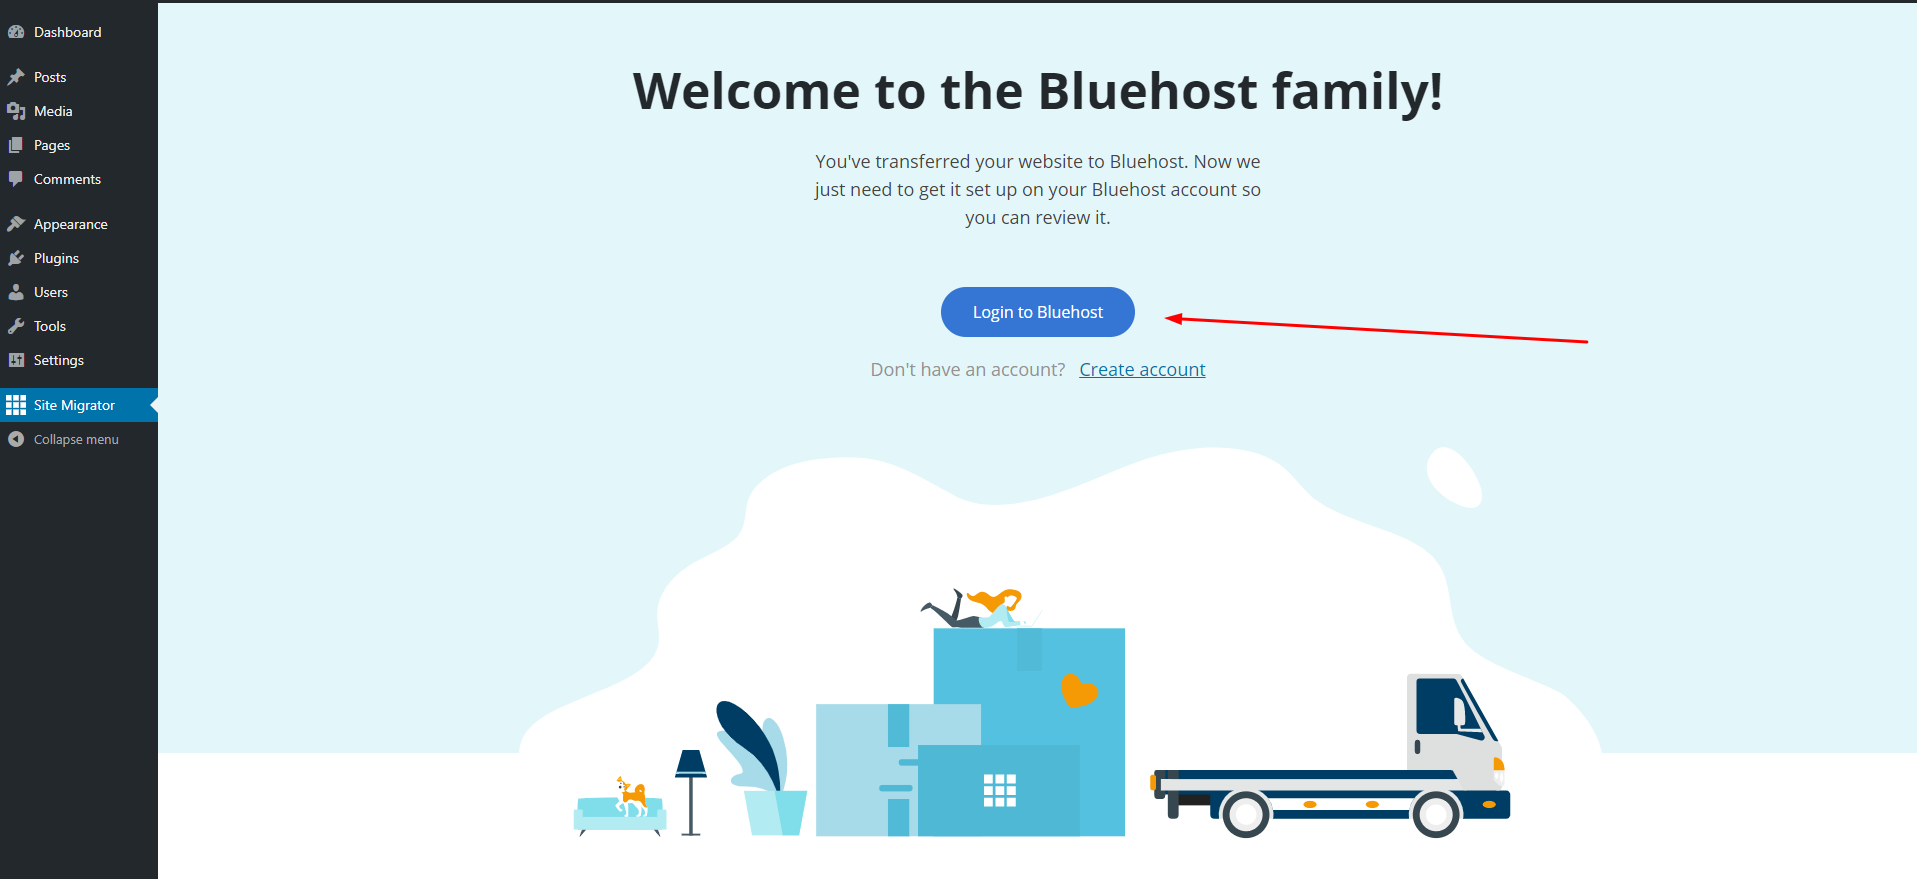 Dashboard
Posts
Media
Pages
Comments
Appearance
Plugins
Users
Tools
Settings
Site Migrator
Collapse menu
Welcome to the Bluehost family!
You've transferred your website to Bluehost. Now we
just need to get it set up on your Bluehost account so
you can review it.
Login to Bluehost
Don't have an account? Create account